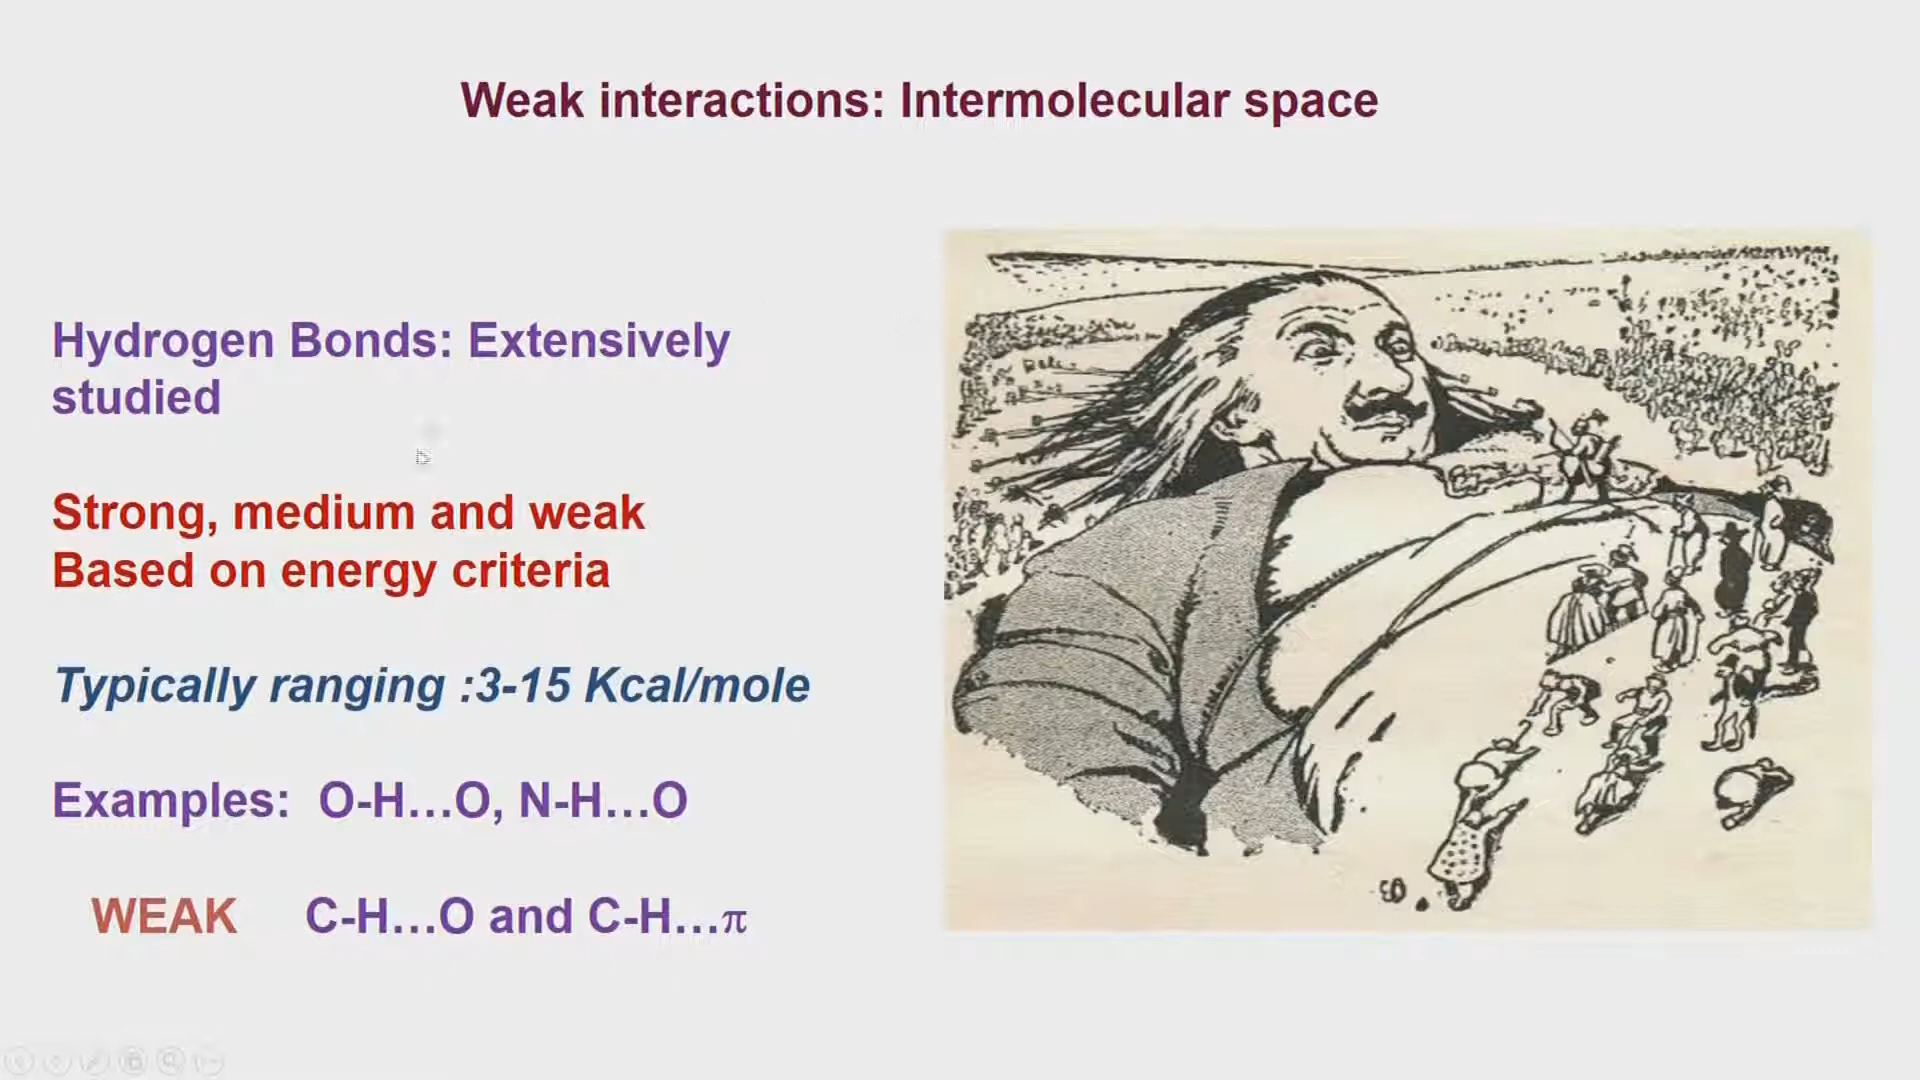 Weak interactions: Intermolecular space
Hydrogen Bonds: Extensively
studied
Strong, medium and weak
Based on energy criteria
Typically ranging :3-15 Kcal/mole
Examples: O-H...O, N-H...O
WEAK C-H...O and C-H...π